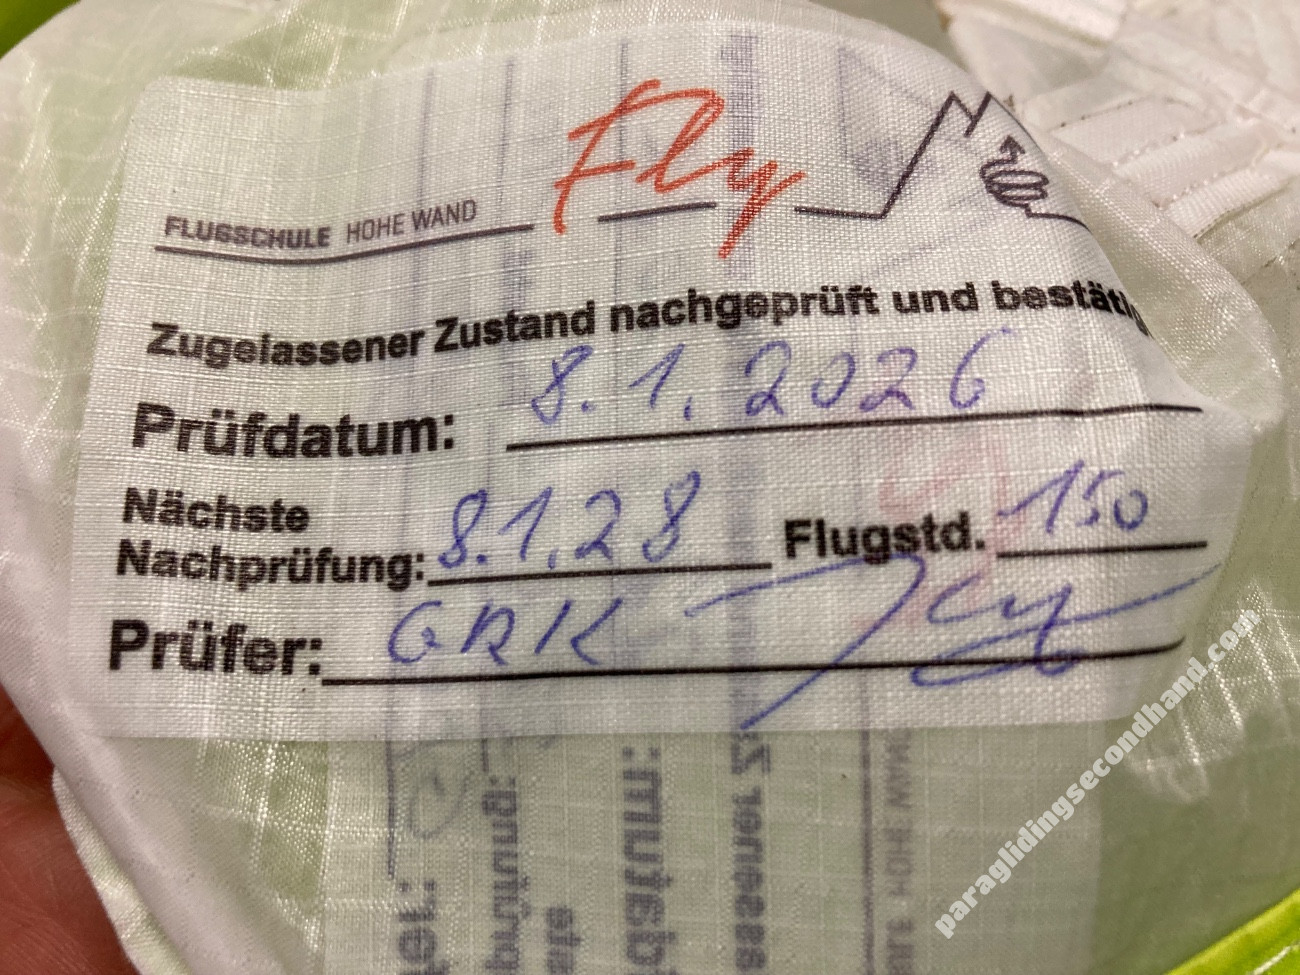 Fly
FLUGSCHULE HOHE WAND
Zugelassener Zustand nachgeprüft und bestätig
Prüfdatum: 8.1.2026
Nächste
Nachprüfung: 8.1.28 Flugstd. 150
Prüfer: GRK
paraglidingsecondhand.com